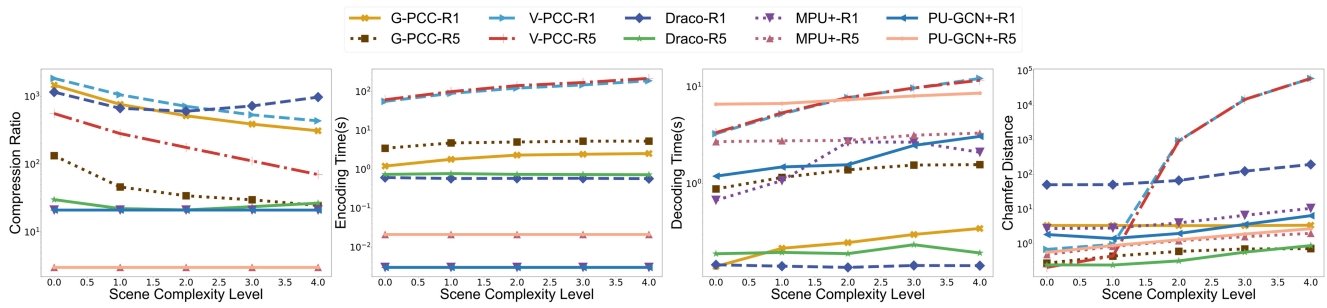 G-PCC-R1 V-PCC-R1 Draco-R1 MPU+-R1 PU-GCN+-R1
G-PCC-R5 V-PCC-R5 Draco-R5 MPU+-R5 PU-GCN+-R5
Compression Ratio
10³
10²
10¹
0.0 0.5 1.0 1.5 2.0 2.5 3.0 3.5 4.0
Scene Complexity Level
Encoding Time(s)
10²
10¹
10⁰
10⁻¹
10⁻²
0.0 0.5 1.0 1.5 2.0 2.5 3.0 3.5 4.0
Scene Complexity Level
Decoding Time(s)
10¹
10⁰
0.0 0.5 1.0 1.5 2.0 2.5 3.0 3.5 4.0
Scene Complexity Level
Chamfer Distance
10⁵
10⁴
10³
10²
10¹
10⁰
0.0 0.5 1.0 1.5 2.0 2.5 3.0 3.5 4.0
Scene Complexity Level